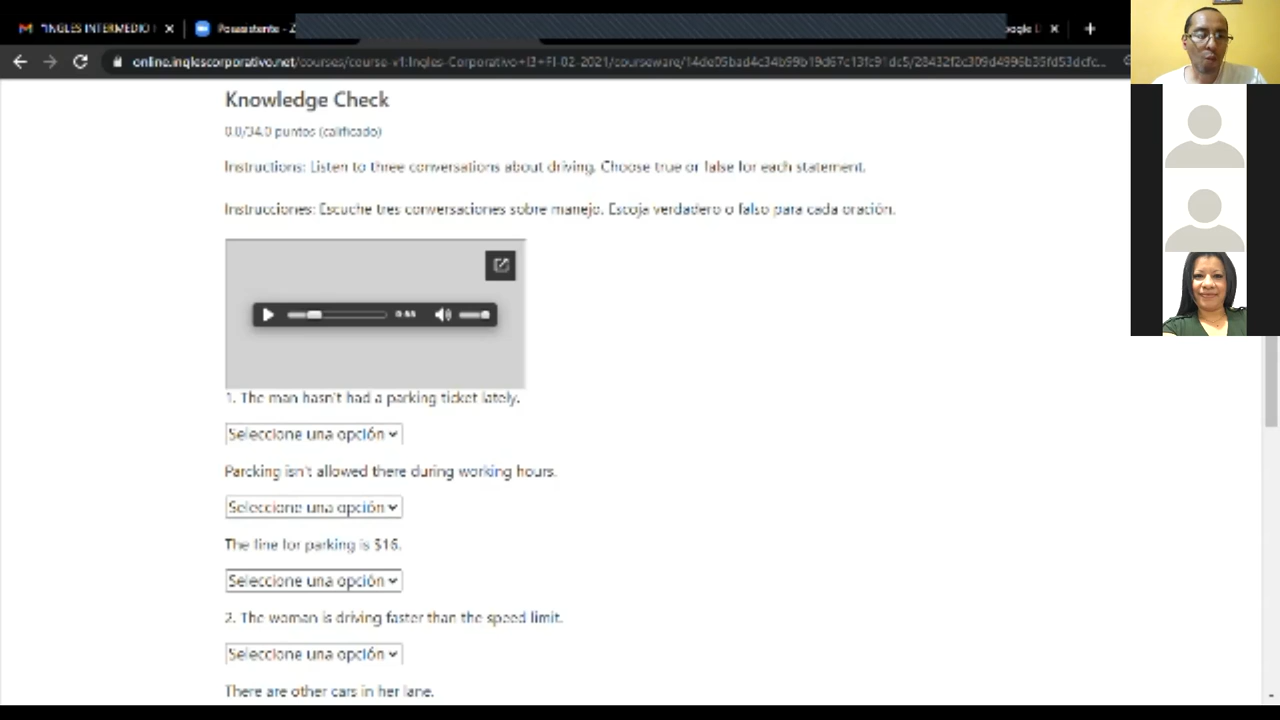 "INGLES INTERMEDIO
online.inglescorporativo.net/courses/course-v1:Ingles-Corporativo+I3+FI-02-2021/courseware/
Knowledge Check
0.0/34.0 puntos (calificado)
Instructions: Listen to three conversations about driving. Choose true or false for each statement.
Instrucciones: Escuche tres conversaciones sobre manejo. Escoja verdadero o falso para cada oración.
1. The man hasn't had a parking ticket lately.
Seleccione una opción
Parcking isn't allowed there during working hours.
Seleccione una opción
The fine for parking is $16.
Seleccione una opción
2. The woman is driving faster than the speed limit.
Seleccione una opción
There are other cars in her lane.